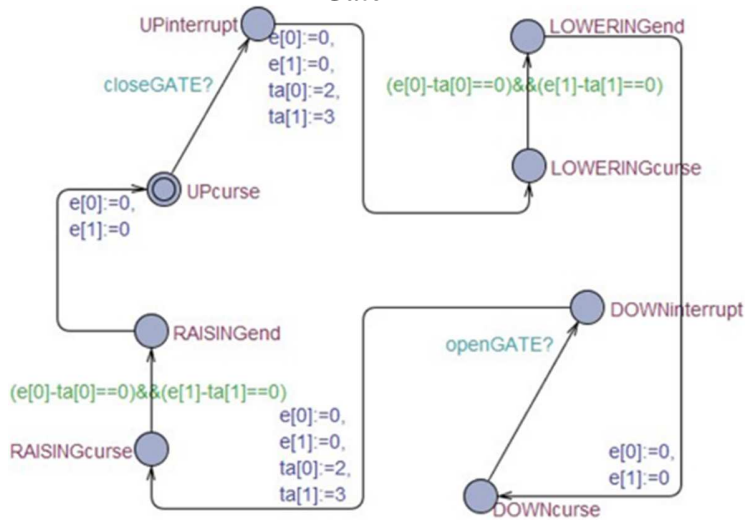 UPinterrupt
e[0]:=0,
e[1]:=0,
ta[0]:=2,
ta[1]:=3
closeGATE?
LOWERINGend
(e[0]-ta[0]==0)&&(e[1]-ta[1]==0)
LOWERINGcurse
UPcurse
e[0]:=0,
e[1]:=0
DOWNinterrupt
RAISINGend
openGATE?
(e[0]-ta[0]==0)&&(e[1]-ta[1]==0)
e[0]:=0,
e[1]:=0,
ta[0]:=2,
ta[1]:=3
RAISINGcurse
e[0]:=0,
e[1]:=0
DOWNcurse